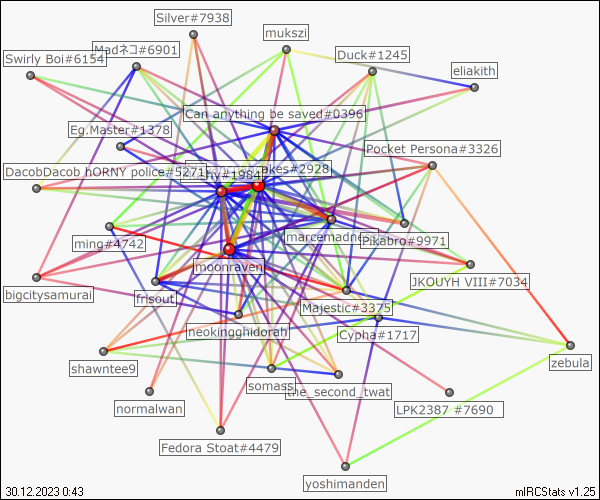 Silver#7938
mukszi
Madネコ#6901
Swirly Boi#6154
Duck#1245
eliakith
Can anything be saved#0396
Eg.Master#1378
Pocket Persona#3326
DacobDacob hORNY police#5271
hy#1984
akes#2928
ming#4742
marcemadne
Pikabro#9971
moonraven
JKOUYH VIII#7034
bigcitysamurai
frisout
Majestic#3375
neokingghidorah
Cypha#1717
zebula
shawntee9
somass
the_second_twat
normalwan
LPK2387 #7690
Fedora Stoat#4479
yoshimanden
30.12.2023 0:43
mIRCStats v1.25